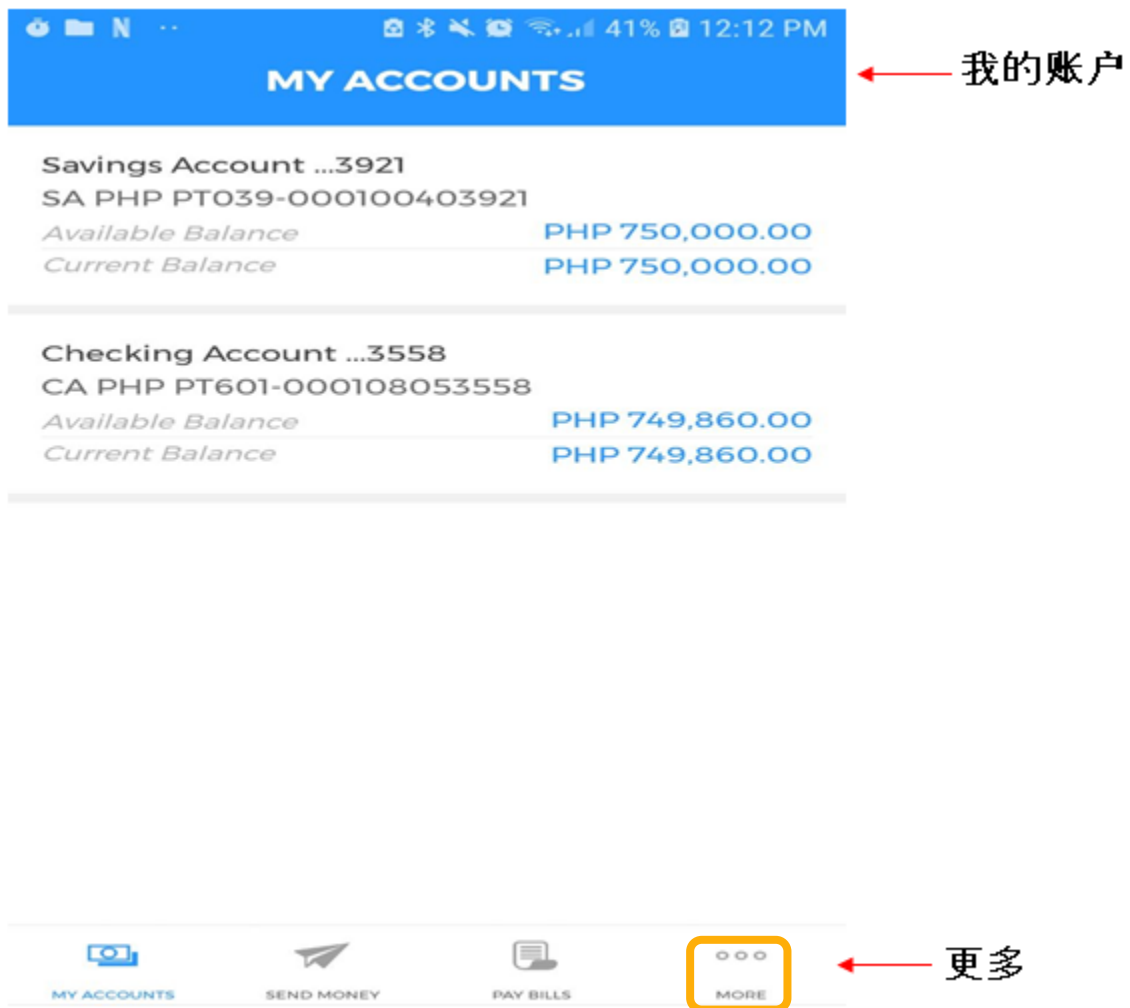 41% 12:12 PM
MY ACCOUNTS
我的账户
Savings Account ...3921
SA PHP PT039-000100403921
Available Balance PHP 750,000.00
Current Balance PHP 750,000.00
Checking Account ...3558
CA PHP PT601-000108053558
Available Balance PHP 749,860.00
Current Balance PHP 749,860.00
MY ACCOUNTS SEND MONEY PAY BILLS MORE
更多